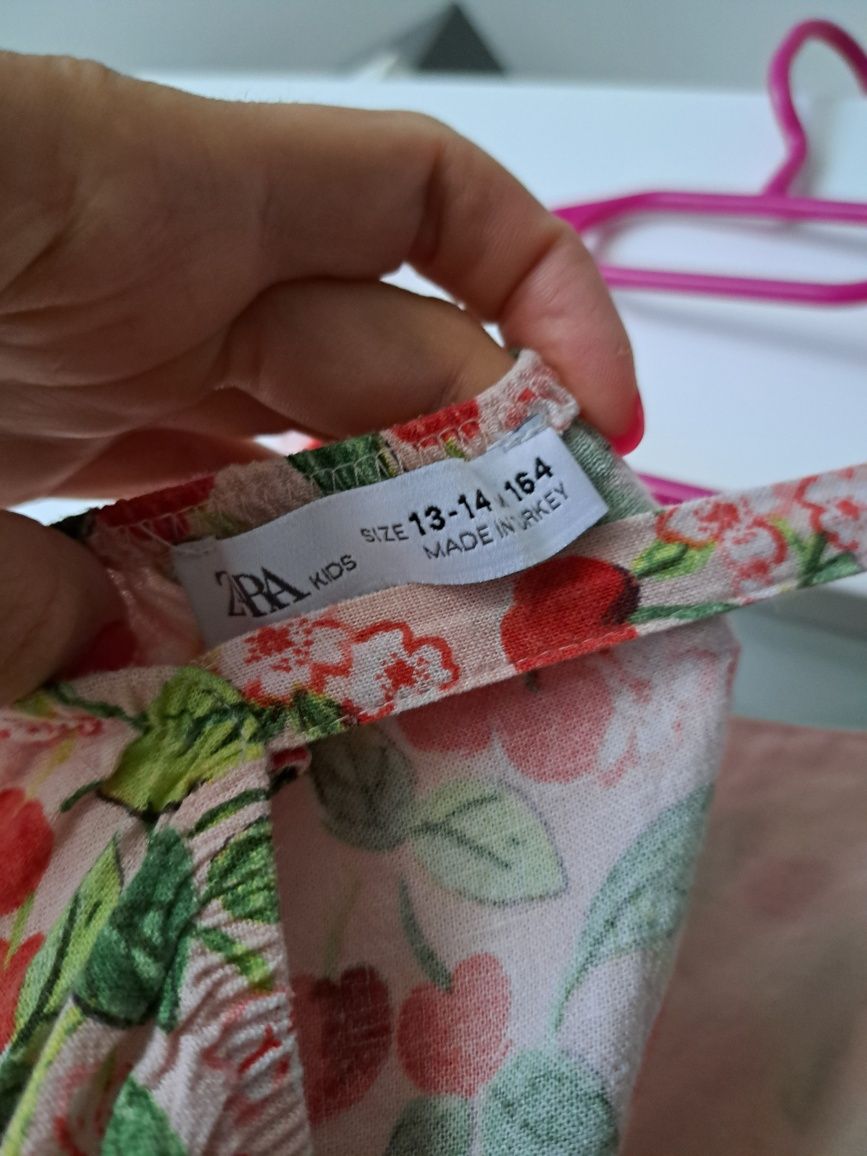 ZARA KIDS
SIZE 13-14 164
MADE IN